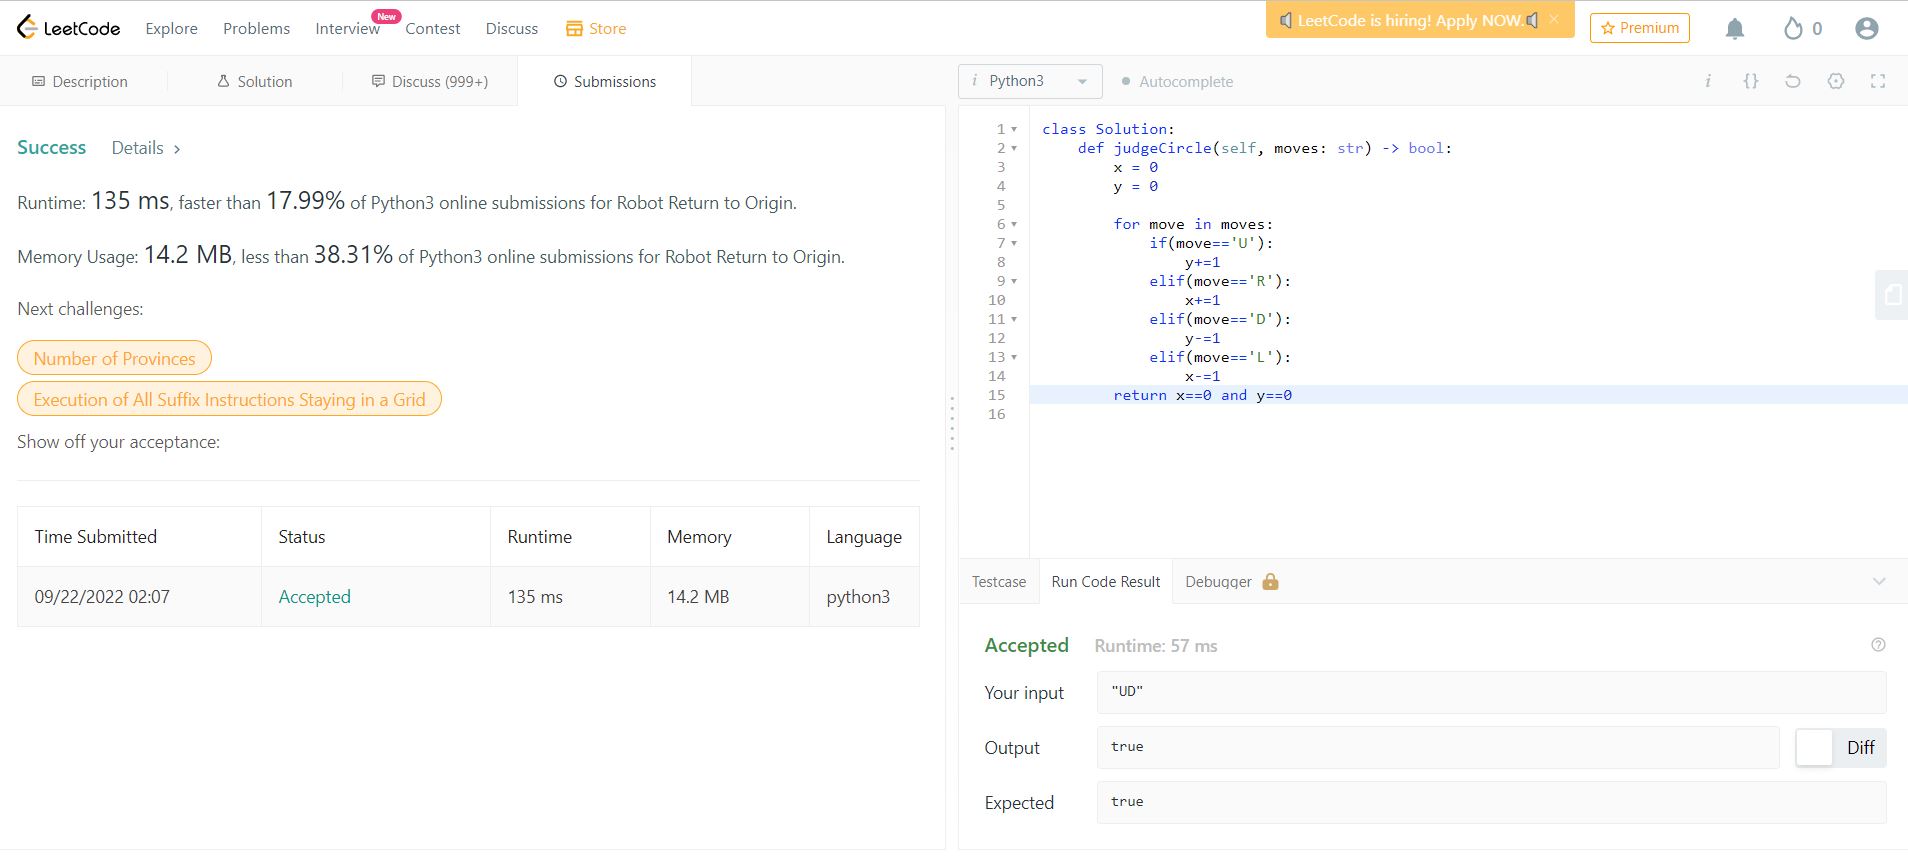 LeetCode Explore Problems Interview New Contest Discuss Store LeetCode is hiring! Apply NOW. × Premium 0
Description Solution Discuss (999+) Submissions
Success Details >
Runtime: 135 ms, faster than 17.99% of Python3 online submissions for Robot Return to Origin.
Memory Usage: 14.2 MB, less than 38.31% of Python3 online submissions for Robot Return to Origin.
Next challenges:
Number of Provinces
Execution of All Suffix Instructions Staying in a Grid
Show off your acceptance:
Time Submitted Status Runtime Memory Language
09/22/2022 02:07 Accepted 135 ms 14.2 MB python3
i Python3 Autocomplete i {}
1 class Solution:
2 def judgeCircle(self, moves: str) -> bool:
3 x = 0
4 y = 0
5
6 for move in moves:
7 if(move=='U'):
8 y+=1
9 elif(move=='R'):
10 x+=1
11 elif(move=='D'):
12 y-=1
13 elif(move=='L'):
14 x-=1
15 return x==0 and y==0
16
Testcase Run Code Result Debugger
Accepted Runtime: 57 ms ?
Your input "UD"
Output true Diff
Expected true